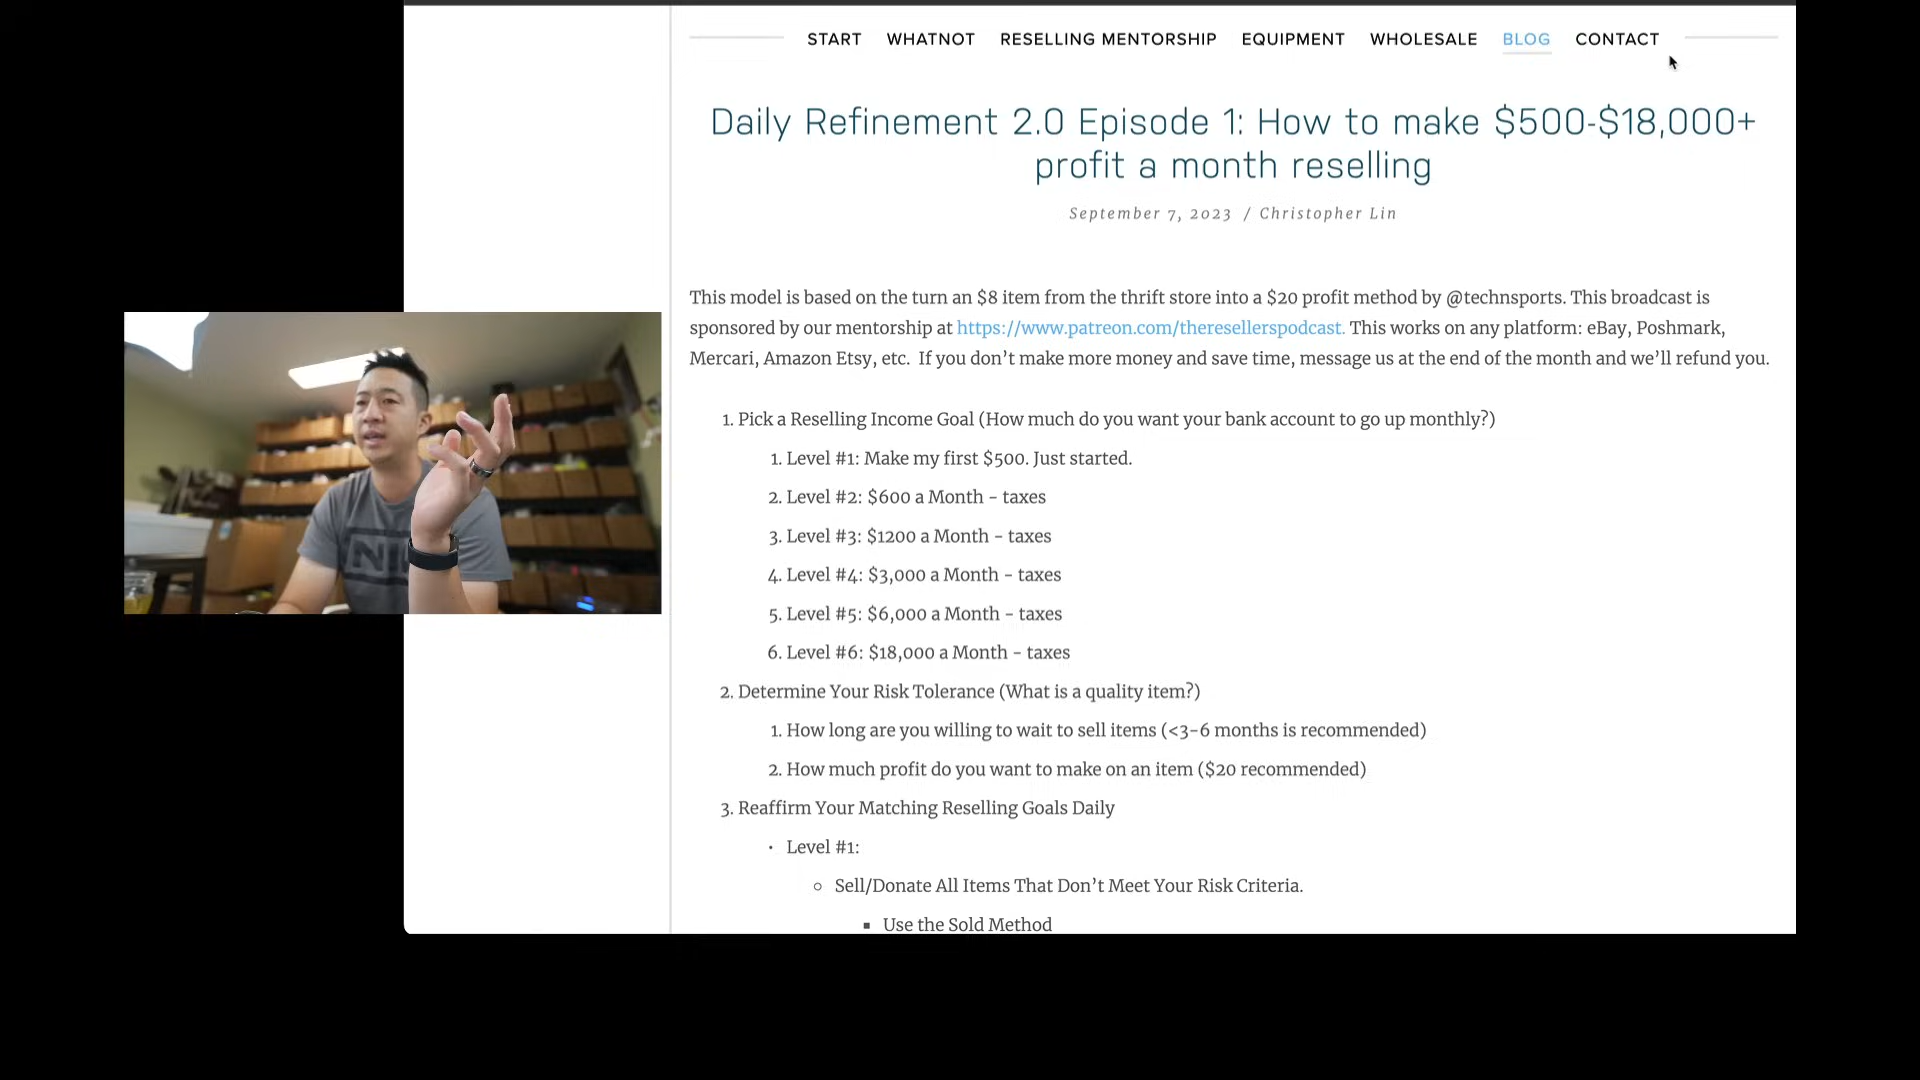 START WHATNOT RESELLING MENTORSHIP EQUIPMENT WHOLESALE BLOG CONTACT
Daily Refinement 2.0 Episode 1: How to make $500-$18,000+
profit a month reselling
September 7, 2023 / Christopher Lin
This model is based on the turn an $8 item from the thrift store into a $20 profit method by @technsports. This broadcast is
sponsored by our mentorship at https://www.patreon.com/theresellerspodcast. This works on any platform: eBay, Poshmark,
Mercari, Amazon Etsy, etc.  If you don’t make more money and save time, message us at the end of the month and we’ll refund you.
1. Pick a Reselling Income Goal (How much do you want your bank account to go up monthly?)
1. Level #1: Make my first $500. Just started.
2. Level #2: $600 a Month - taxes
3. Level #3: $1200 a Month - taxes
4. Level #4: $3,000 a Month - taxes
5. Level #5: $6,000 a Month - taxes
6. Level #6: $18,000 a Month - taxes
2. Determine Your Risk Tolerance (What is a quality item?)
1. How long are you willing to wait to sell items (<3-6 months is recommended)
2. How much profit do you want to make on an item ($20 recommended)
3. Reaffirm Your Matching Reselling Goals Daily
• Level #1:
○ Sell/Donate All Items That Don’t Meet Your Risk Criteria.
▪ Use the Sold Method